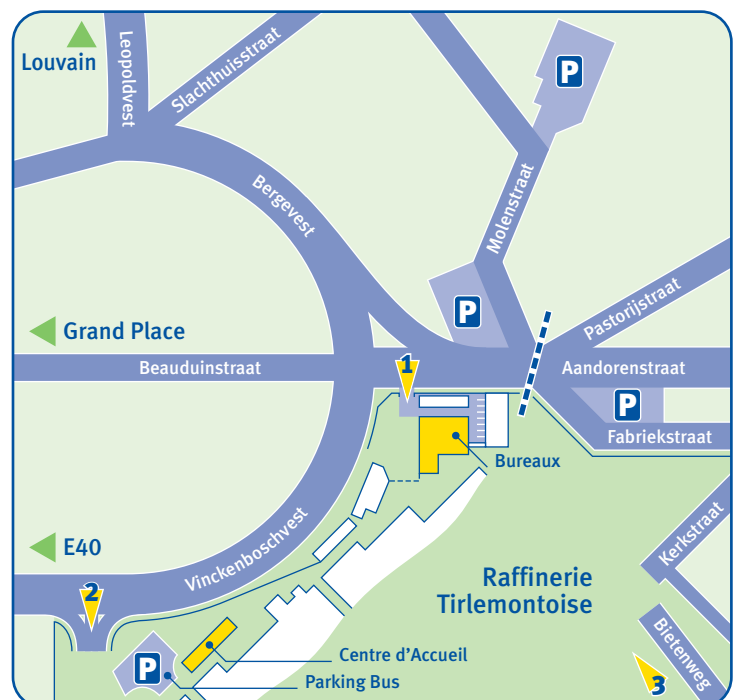 Louvain
Leopoldvest
Slachthuisstraat
P
Bergevest
Molenstraat
Grand Place
P
Pastorijstraat
Beauduinstraat
1
Aandorenstraat
P
Fabriekstraat
Bureaux
E40
Vinckenboschvest
Kerkstraat
2
Raffinerie
Tirlemontoise
Bietenweg
Centre d'Accueil
P
Parking Bus
3